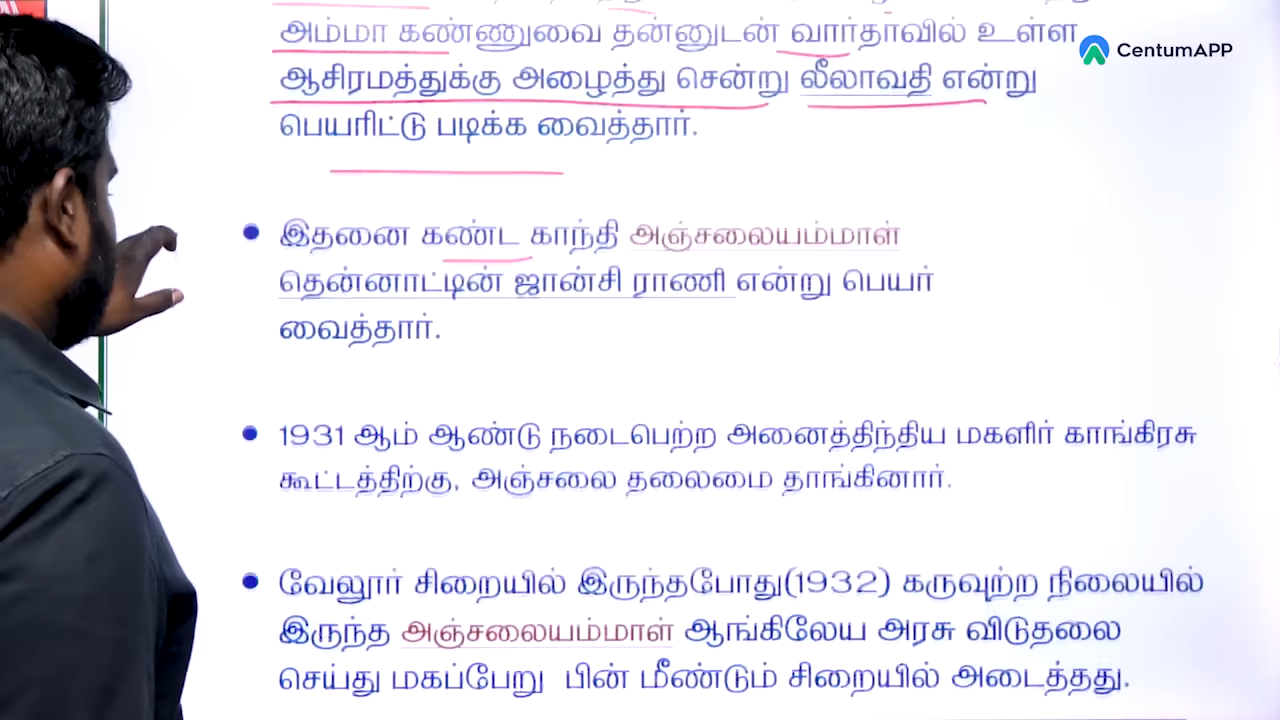 அம்மா கண்ணுவை தன்னுடன் வார்தாவில் உள்ள
CentumAPP
ஆசிரமத்துக்கு அழைத்து சென்று லீலாவதி என்று
பெயரிட்டு படிக்க வைத்தார்.
இதனை கண்ட காந்தி அஞ்சலையம்மாள்
தென்னாட்டின் ஜான்சி ராணி என்று பெயர்
வைத்தார்.
1931 ஆம் ஆண்டு நடைபெற்ற அனைத்திந்திய மகளிர் காங்கிரசு
கூட்டத்திற்கு, அஞ்சலை தலைமை தாங்கினார்.
வேலூர் சிறையில் இருந்தபோது(1932) கருவுற்ற நிலையில்
இருந்த அஞ்சலையம்மாள் ஆங்கிலேய அரசு விடுதலை
செய்து மகப்பேறு பின் மீண்டும் சிறையில் அடைத்தது.